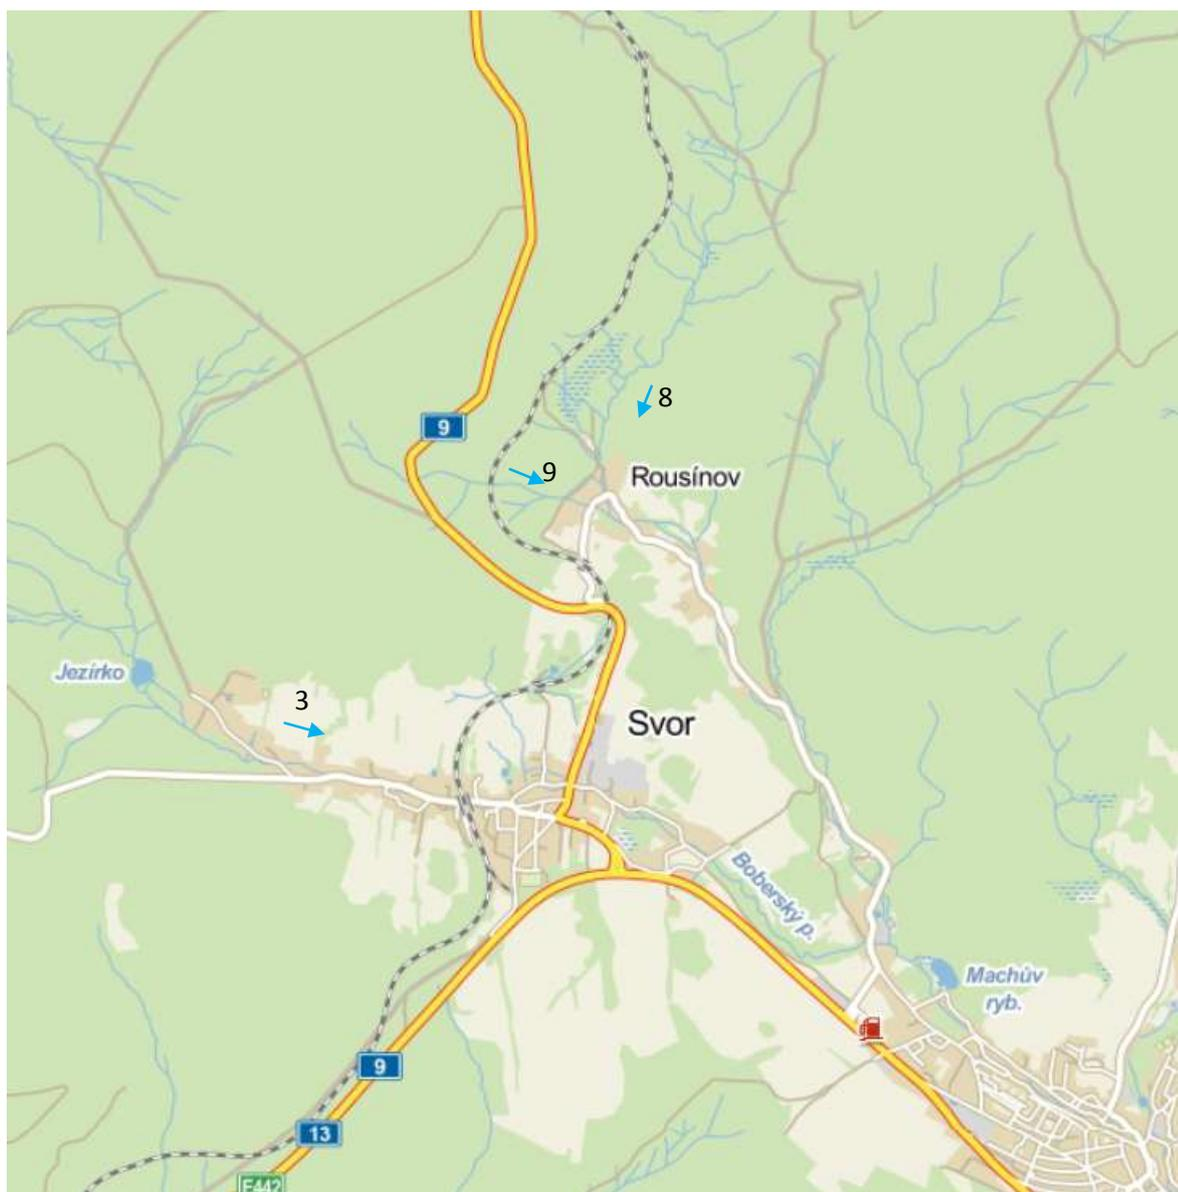 8
9
9
Rousínov
Jezírko
3
Svor
Boberský p.
Machův
ryb.
9
13
E442